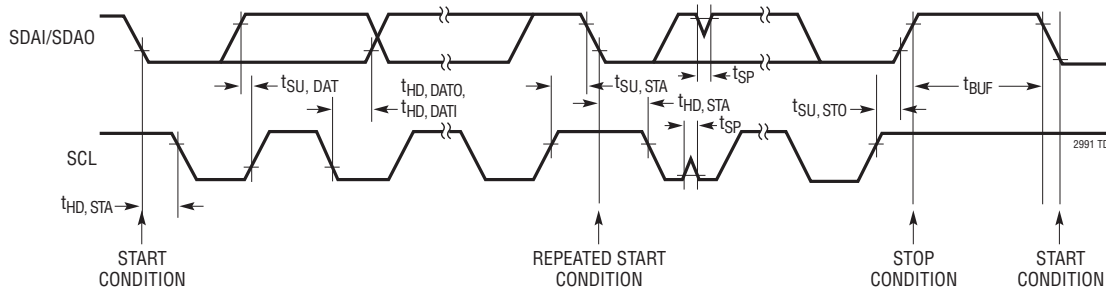 SDAI/SDAO
tSU, DAT
tHD, DATO,
tHD, DATI
tSU, STA
tHD, STA
tSP
tSP
tSU, STO
tBUF
SCL
2991 TD
tHD, STA
START
CONDITION
REPEATED START
CONDITION
STOP
CONDITION
START
CONDITION